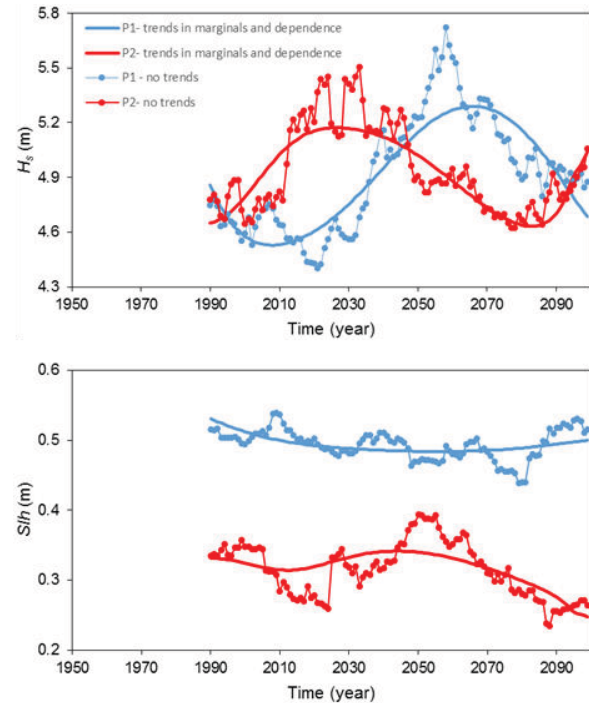 5.8
P1- trends in marginals and dependence
P2- trends in marginals and dependence
5.5
P1 - no trends
P2- no trends
5.2
Hs (m)
4.9
4.6
4.3
1950 1970 1990 2010 2030 2050 2070 2090
Time (year)
0.6
0.5
Slh (m)
0.4
0.3
0.2
1950 1970 1990 2010 2030 2050 2070 2090
Time (year)